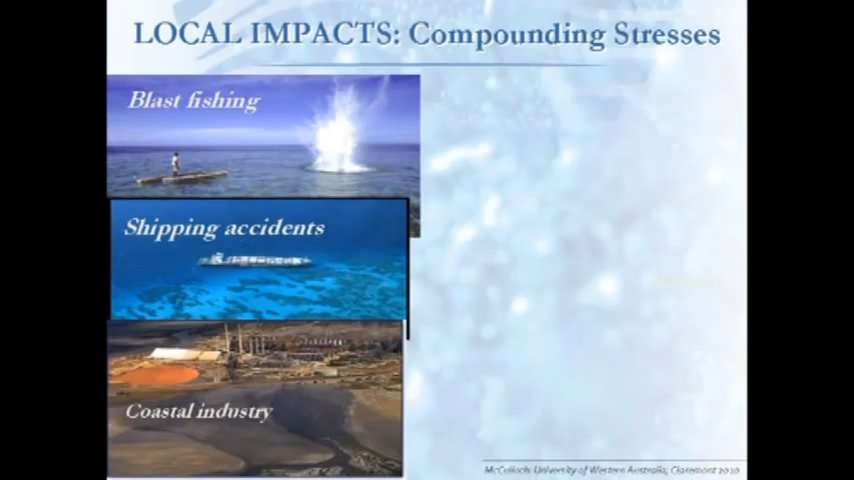 LOCAL IMPACTS: Compounding Stresses
Blast fishing
Shipping accidents
Coastal industry
McCulloch: University of Western Australia; Claremont 2010